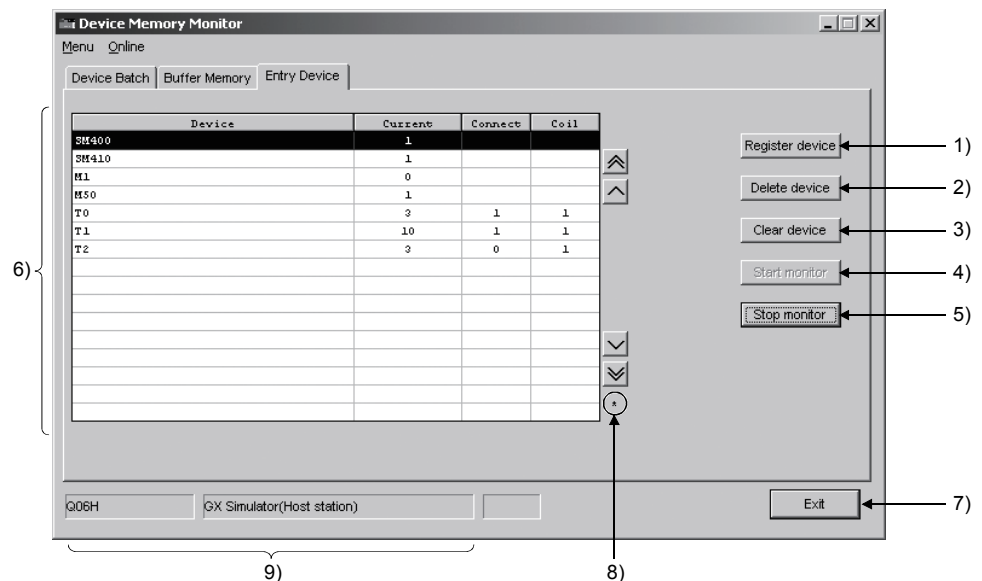 Device Memory Monitor
Menu Online
Device Batch Buffer Memory Entry Device
Device Current Connect Coil
SM400 1
SM410 1
M1 0
M50 1
T0 3 1 1
T1 10 1 1
T2 3 0 1
*
Register device 1)
Delete device 2)
Clear device 3)
Start monitor 4)
Stop monitor 5)
6)
Q06H GX Simulator(Host station)
Exit 7)
9) 8)